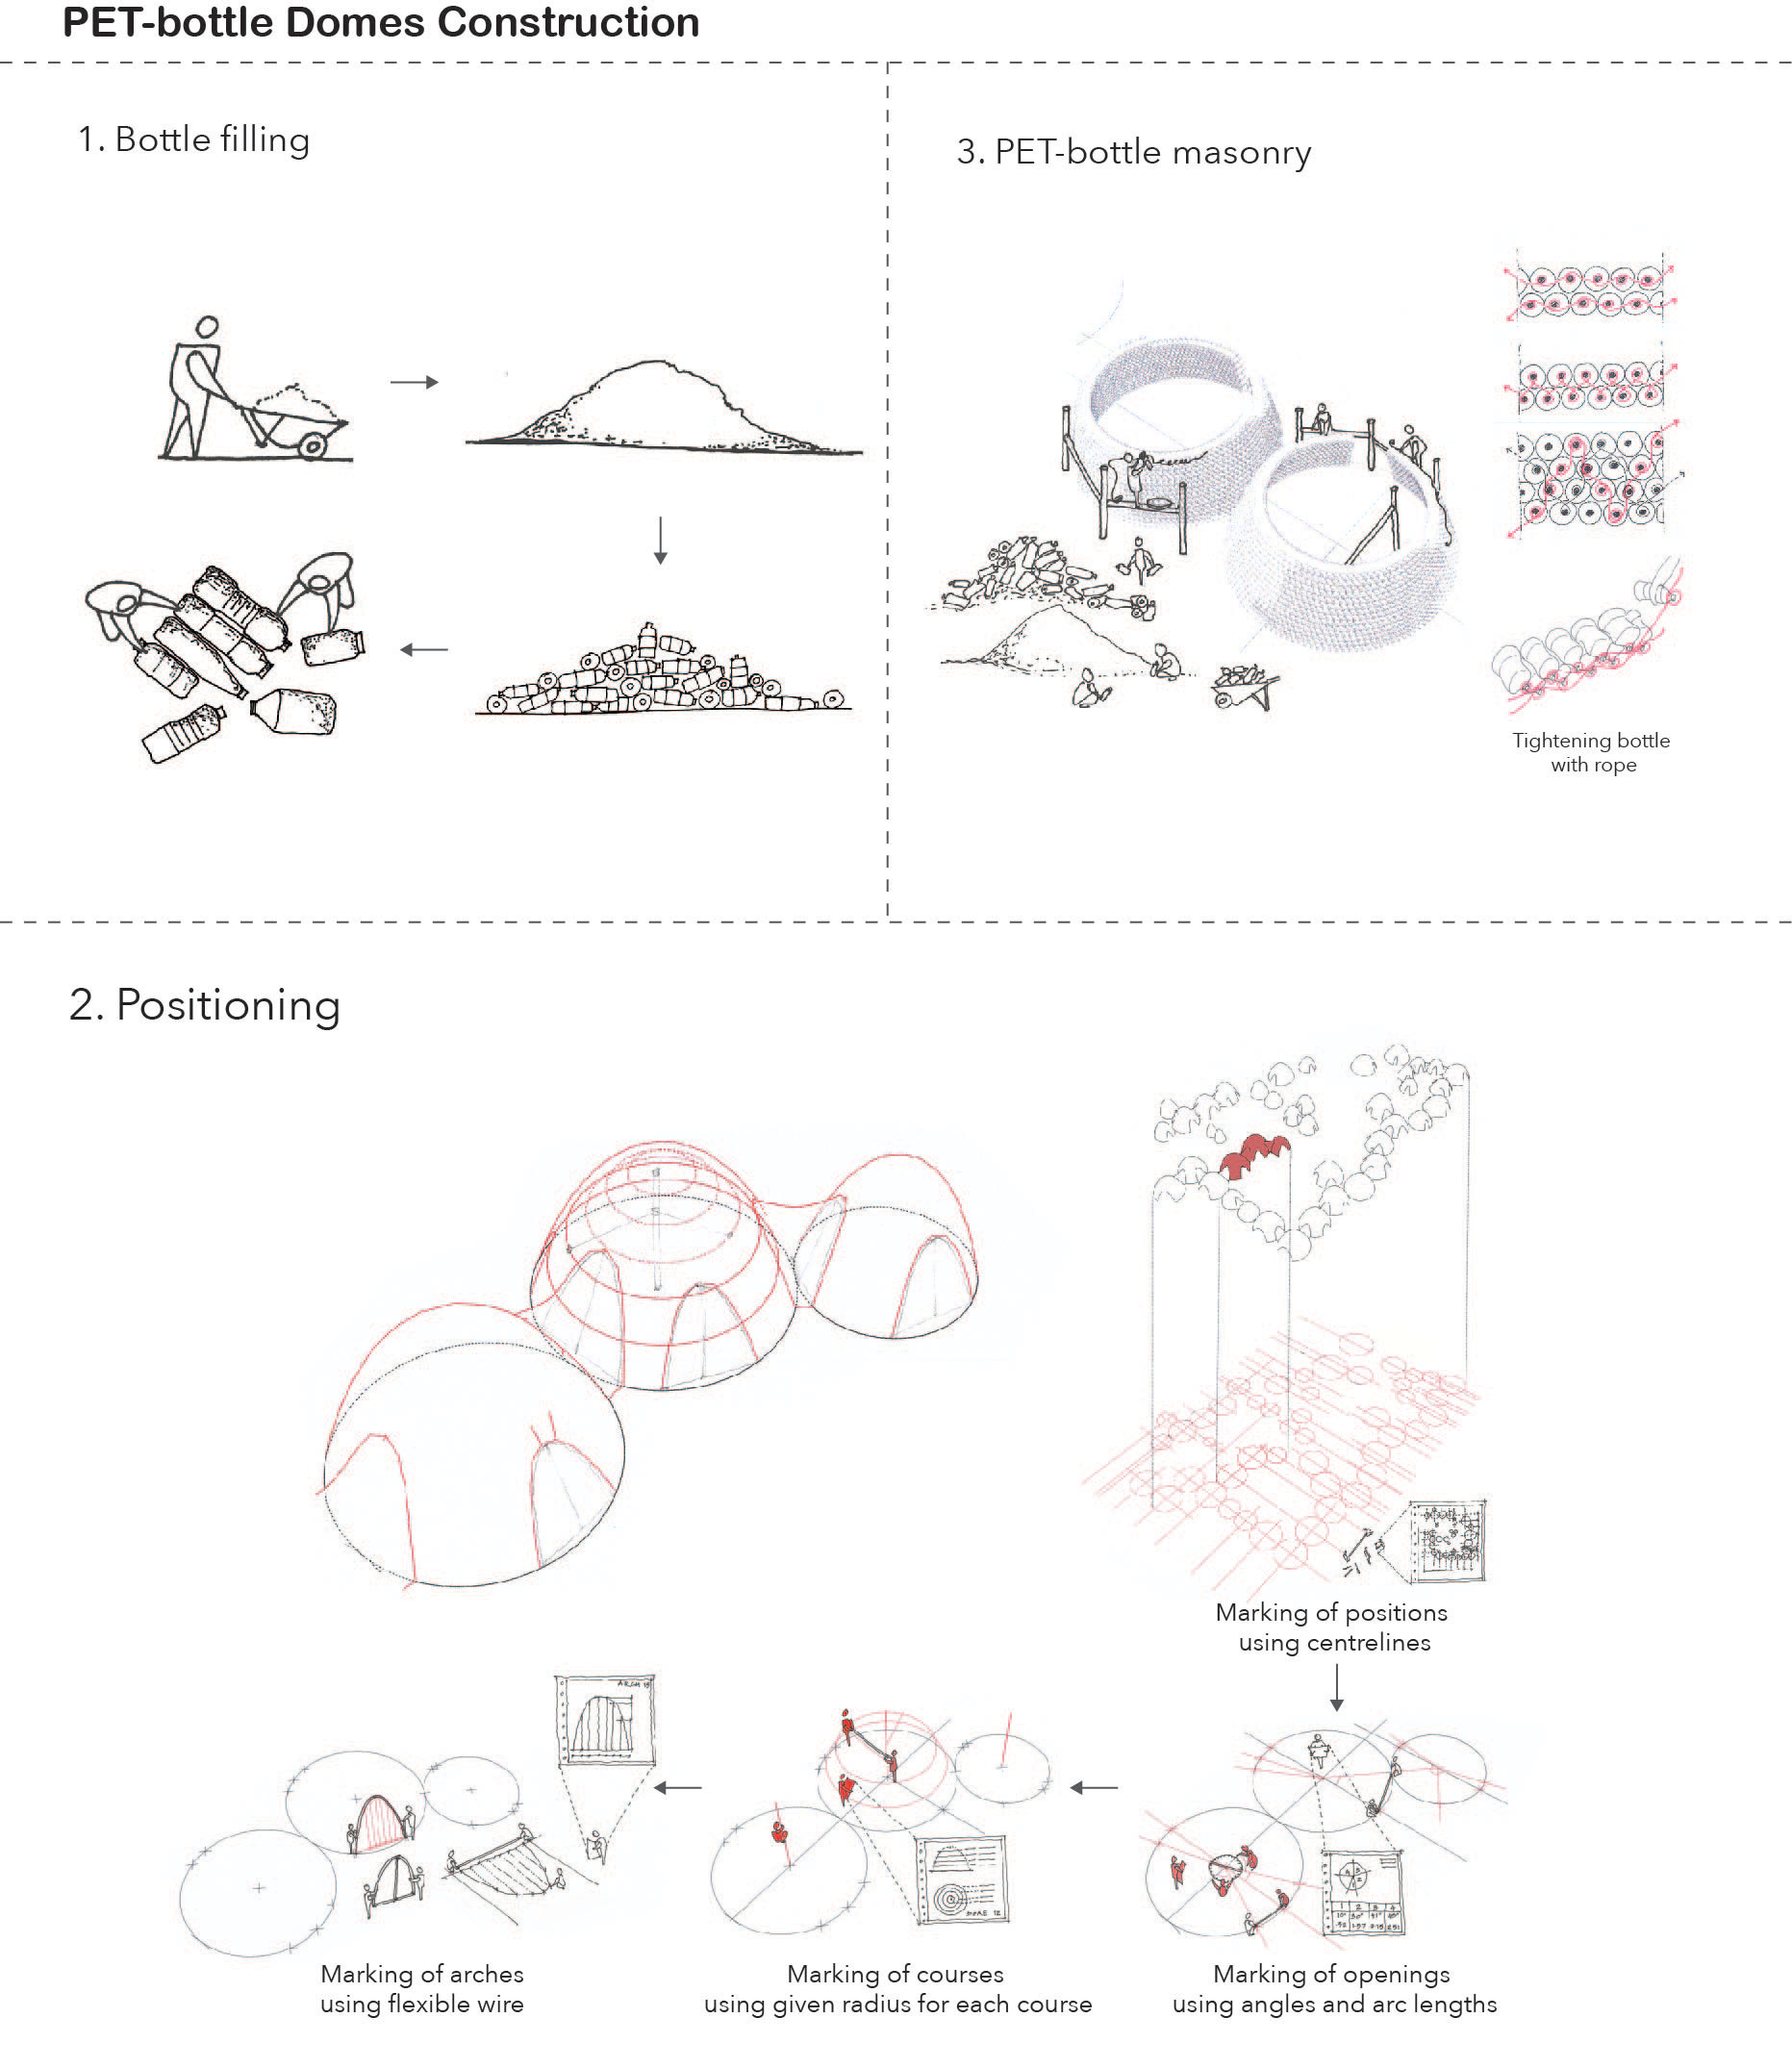 PET-bottle Domes Construction
1. Bottle filling
3. PET-bottle masonry
Tightening bottle
with rope
2. Positioning
Marking of positions
using centrelines
Marking of arches
using flexible wire
Marking of courses
using given radius for each course
Marking of openings
using angles and arc lengths